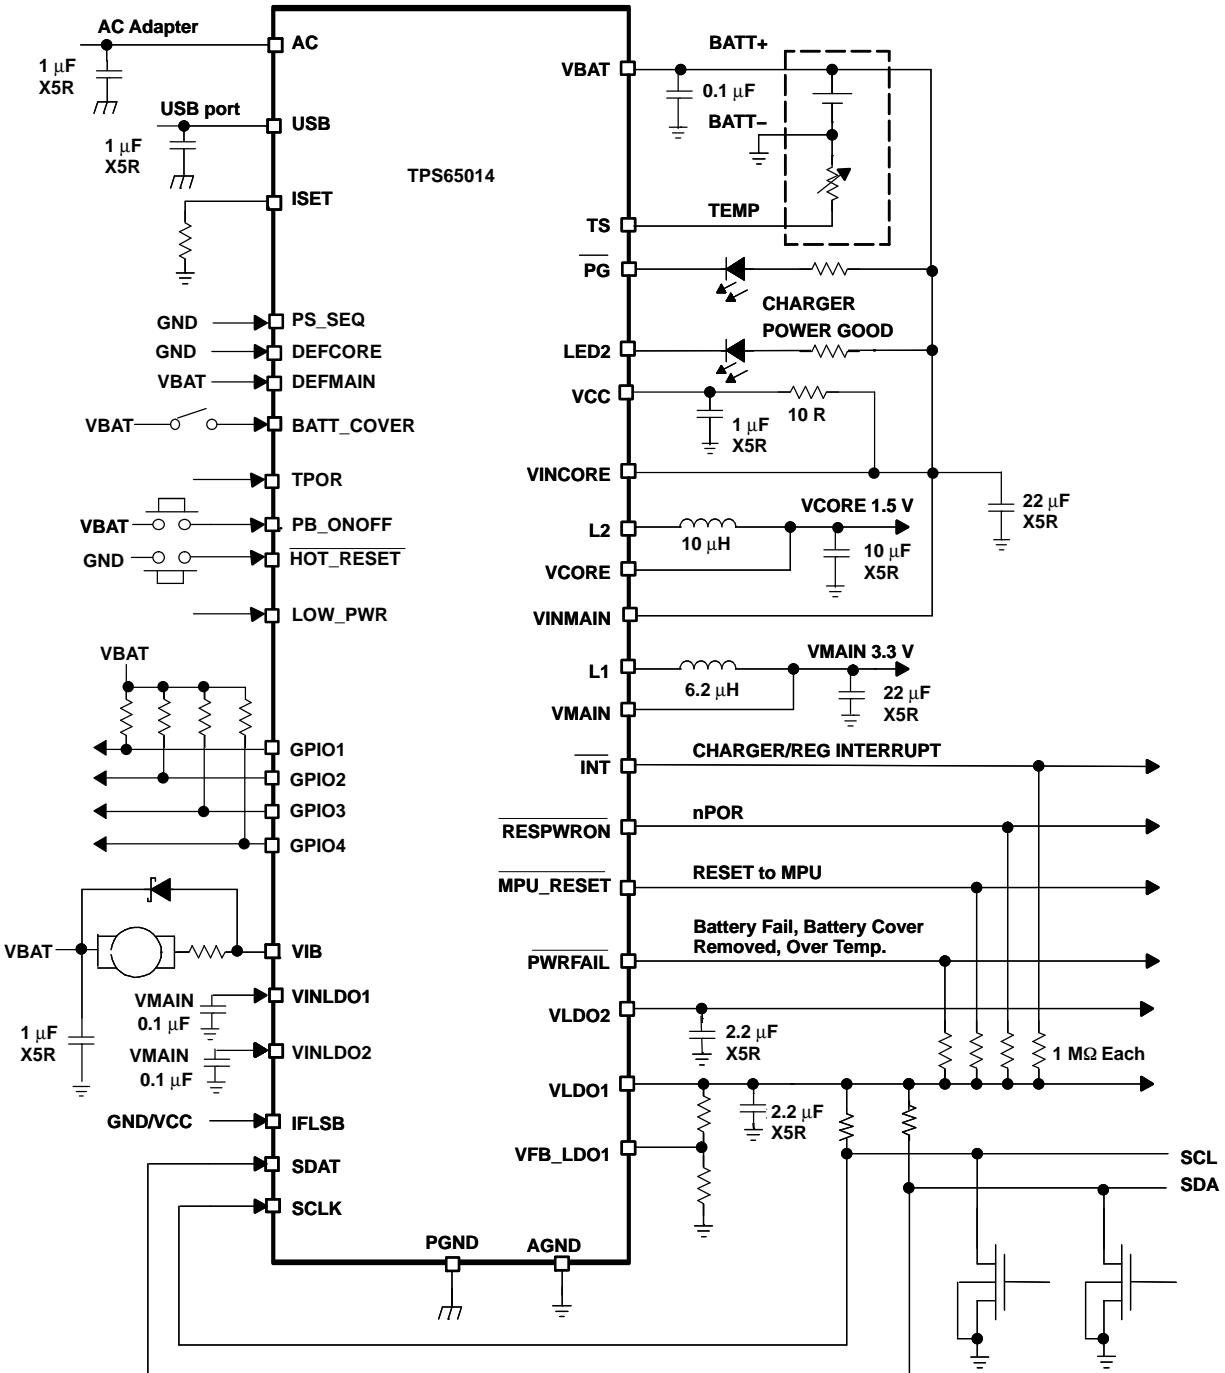 AC Adapter
AC
1 µF
X5R
USB port
USB
1 µF
X5R
ISET
TPS65014
GND
PS_SEQ
GND
DEFCORE
VBAT
DEFMAIN
VBAT
BATT_COVER
TPOR
VBAT
PB_ONOFF
GND
HOT_RESET
LOW_PWR
VBAT
GPIO1
GPIO2
GPIO3
GPIO4
VBAT
VIB
VMAIN
0.1 µF
VINLDO1
1 µF
X5R
VMAIN
0.1 µF
VINLDO2
GND/VCC
IFLSB
SDAT
SCLK
PGND
AGND
VBAT
BATT+
0.1 µF
BATT−
TS
TEMP
PG
CHARGER
POWER GOOD
LED2
VCC
10 R
1 µF
X5R
VINCORE
22 µF
X5R
L2
10 µH
VCORE 1.5 V
10 µF
X5R
VCORE
VINMAIN
L1
6.2 µH
VMAIN 3.3 V
22 µF
X5R
VMAIN
INT
CHARGER/REG INTERRUPT
RESPWRON
nPOR
MPU_RESET
RESET to MPU
Battery Fail, Battery Cover
Removed, Over Temp.
PWRFAIL
VLDO2
2.2 µF
X5R
1 MΩ Each
VLDO1
2.2 µF
X5R
VFB_LDO1
SCL
SDA